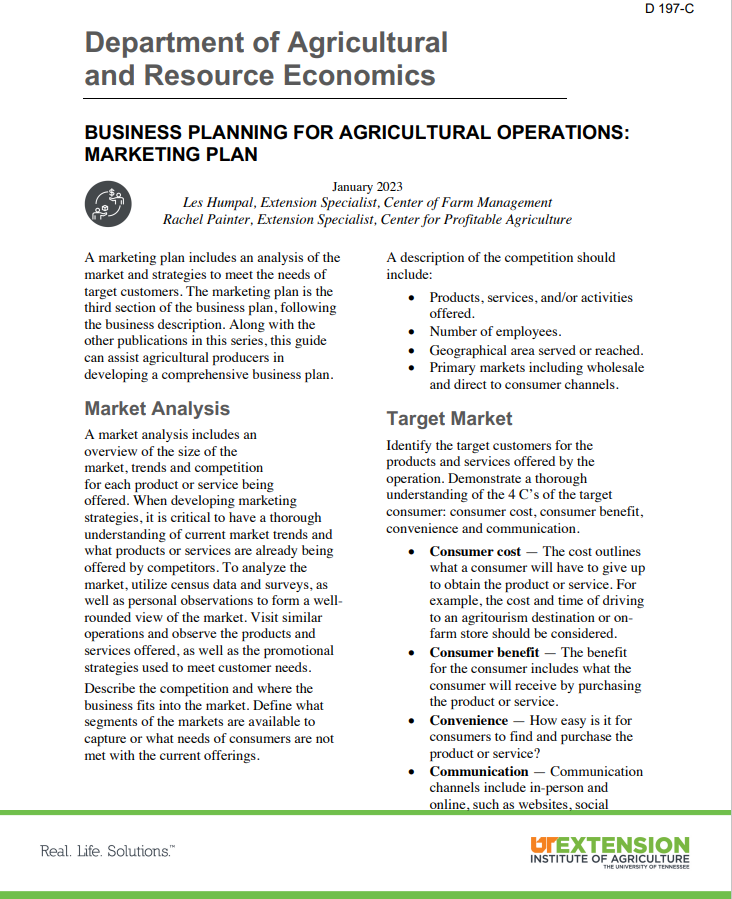 D 197-C
Department of Agricultural
and Resource Economics
BUSINESS PLANNING FOR AGRICULTURAL OPERATIONS:
MARKETING PLAN
January 2023
Les Humpal, Extension Specialist, Center of Farm Management
Rachel Painter, Extension Specialist, Center for Profitable Agriculture
A marketing plan includes an analysis of the
market and strategies to meet the needs of
target customers. The marketing plan is the
third section of the business plan, following
the business description. Along with the
other publications in this series, this guide
can assist agricultural producers in
developing a comprehensive business plan.
Market Analysis
A market analysis includes an
overview of the size of the
market, trends and competition
for each product or service being
offered. When developing marketing
strategies, it is critical to have a thorough
understanding of current market trends and
what products or services are already being
offered by competitors. To analyze the
market, utilize census data and surveys, as
well as personal observations to form a well-
rounded view of the market. Visit similar
operations and observe the products and
services offered, as well as the promotional
strategies used to meet customer needs.
Describe the competition and where the
business fits into the market. Define what
segments of the markets are available to
capture or what needs of consumers are not
met with the current offerings.
A description of the competition should
include:
• Products, services, and/or activities
offered.
• Number of employees.
• Geographical area served or reached.
• Primary markets including wholesale
and direct to consumer channels.
Target Market
Identify the target customers for the
products and services offered by the
operation. Demonstrate a thorough
understanding of the 4 C's of the target
consumer: consumer cost, consumer benefit,
convenience and communication.
• Consumer cost — The cost outlines
what a consumer will have to give up
to obtain the product or service. For
example, the cost and time of driving
to an agritourism destination or on-
farm store should be considered.
• Consumer benefit — The benefit
for the consumer includes what the
consumer will receive by purchasing
the product or service.
• Convenience — How easy is it for
consumers to find and purchase the
product or service?
• Communication — Communication
channels include in-person and
online, such as websites, social
Real. Life. Solutions.™
UTEXTENSION
INSTITUTE OF AGRICULTURE
THE UNIVERSITY OF TENNESSEE